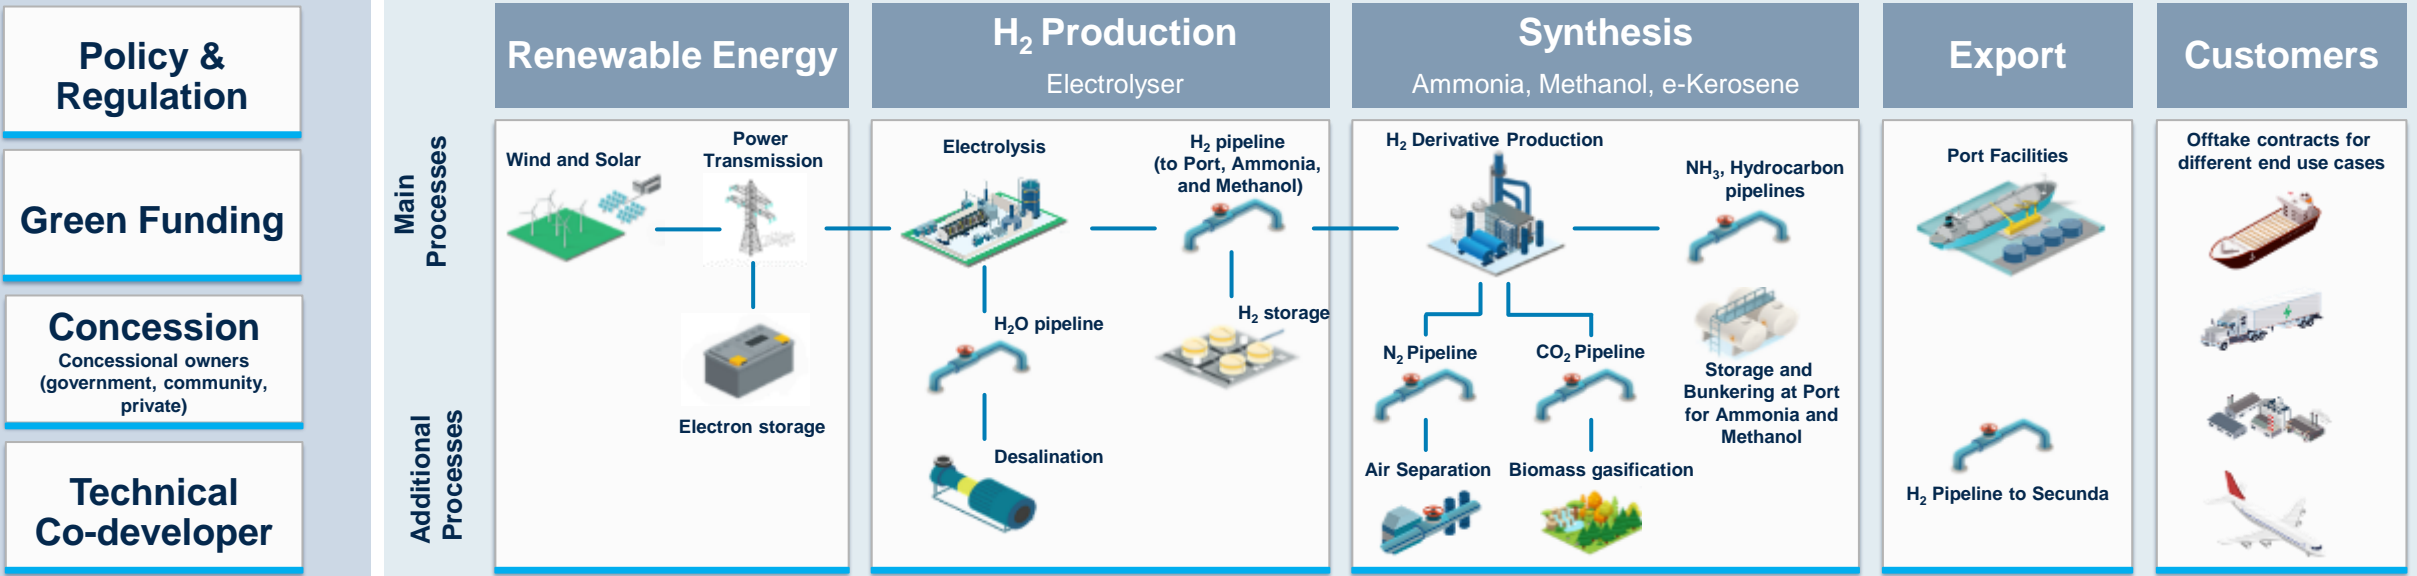 Policy &
Regulation
Green Funding
Concession
Concessional owners
(government, community,
private)
Technical
Co-developer
Main
Processes
Additional
Processes
Renewable Energy
Wind and Solar
Power
Transmission
Electron storage
H₂ Production
Electrolyser
Electrolysis
H₂ pipeline
(to Port, Ammonia,
and Methanol)
H₂O pipeline
H₂ storage
Desalination
Synthesis
Ammonia, Methanol, e-Kerosene
H₂ Derivative Production
NH₃, Hydrocarbon
pipelines
N₂ Pipeline
CO₂ Pipeline
Storage and
Bunkering at Port
for Ammonia and
Methanol
Air Separation
Biomass gasification
Export
Port Facilities
H₂ Pipeline to Secunda
Customers
Offtake contracts for
different end use cases